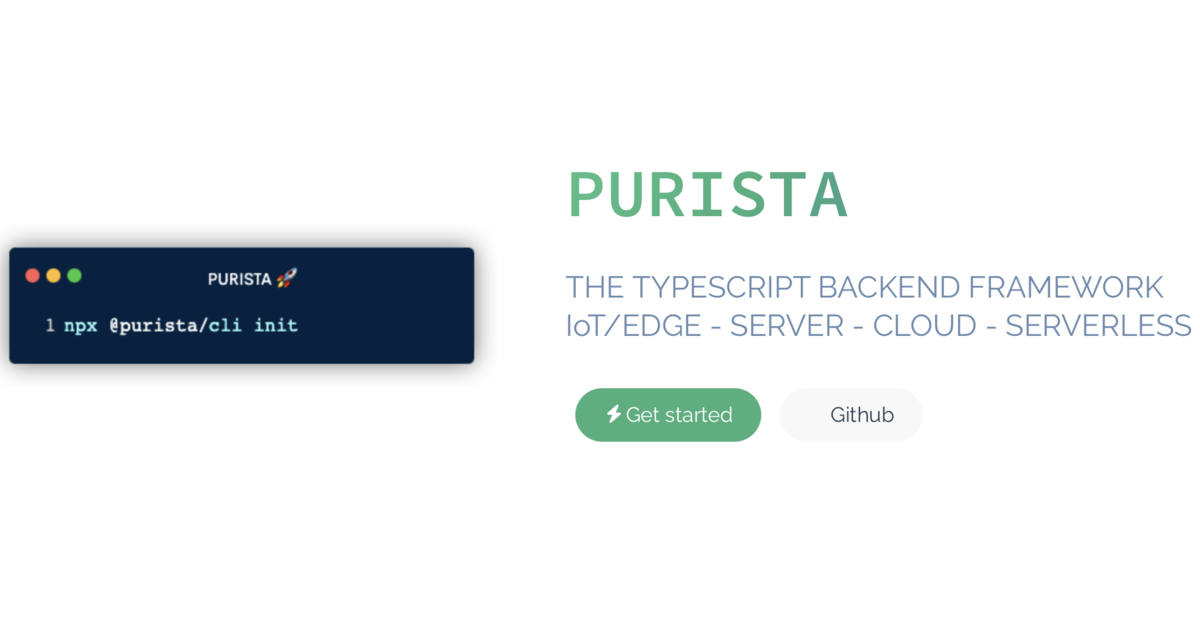 PURISTA 🚀
1 npx @purista/cli init
PURISTA
THE TYPESCRIPT BACKEND FRAMEWORK
IoT/EDGE - SERVER - CLOUD - SERVERLESS
Get started
Github